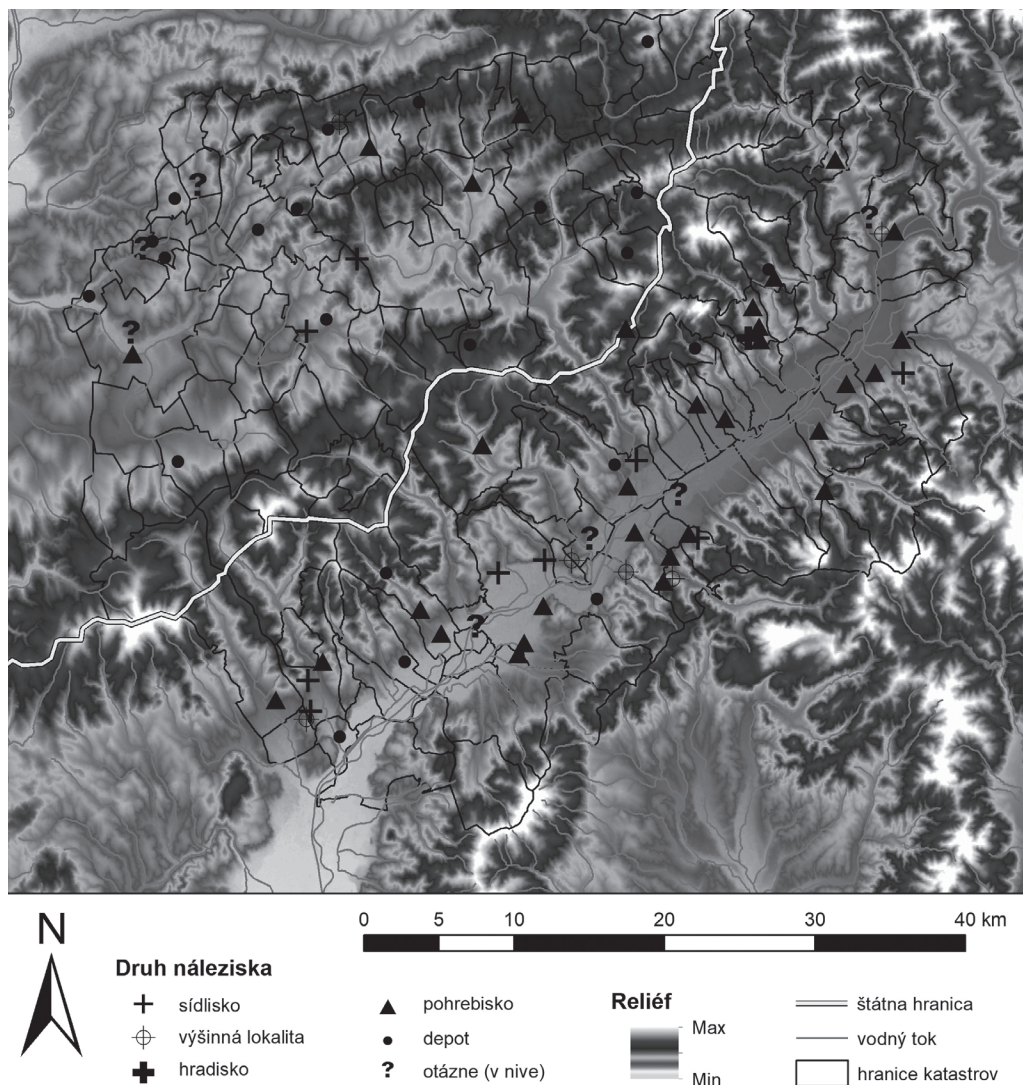 ? ? ? ? ? ? ? ?
N
0 5 10 20 30 40 km
Druh náleziska
sídlisko
výšinná lokalita
hradisko
pohrebisko
depot
? otázne (v nive)
Reliéf
Max
Min
štátna hranica
vodný tok
hranice katastrov